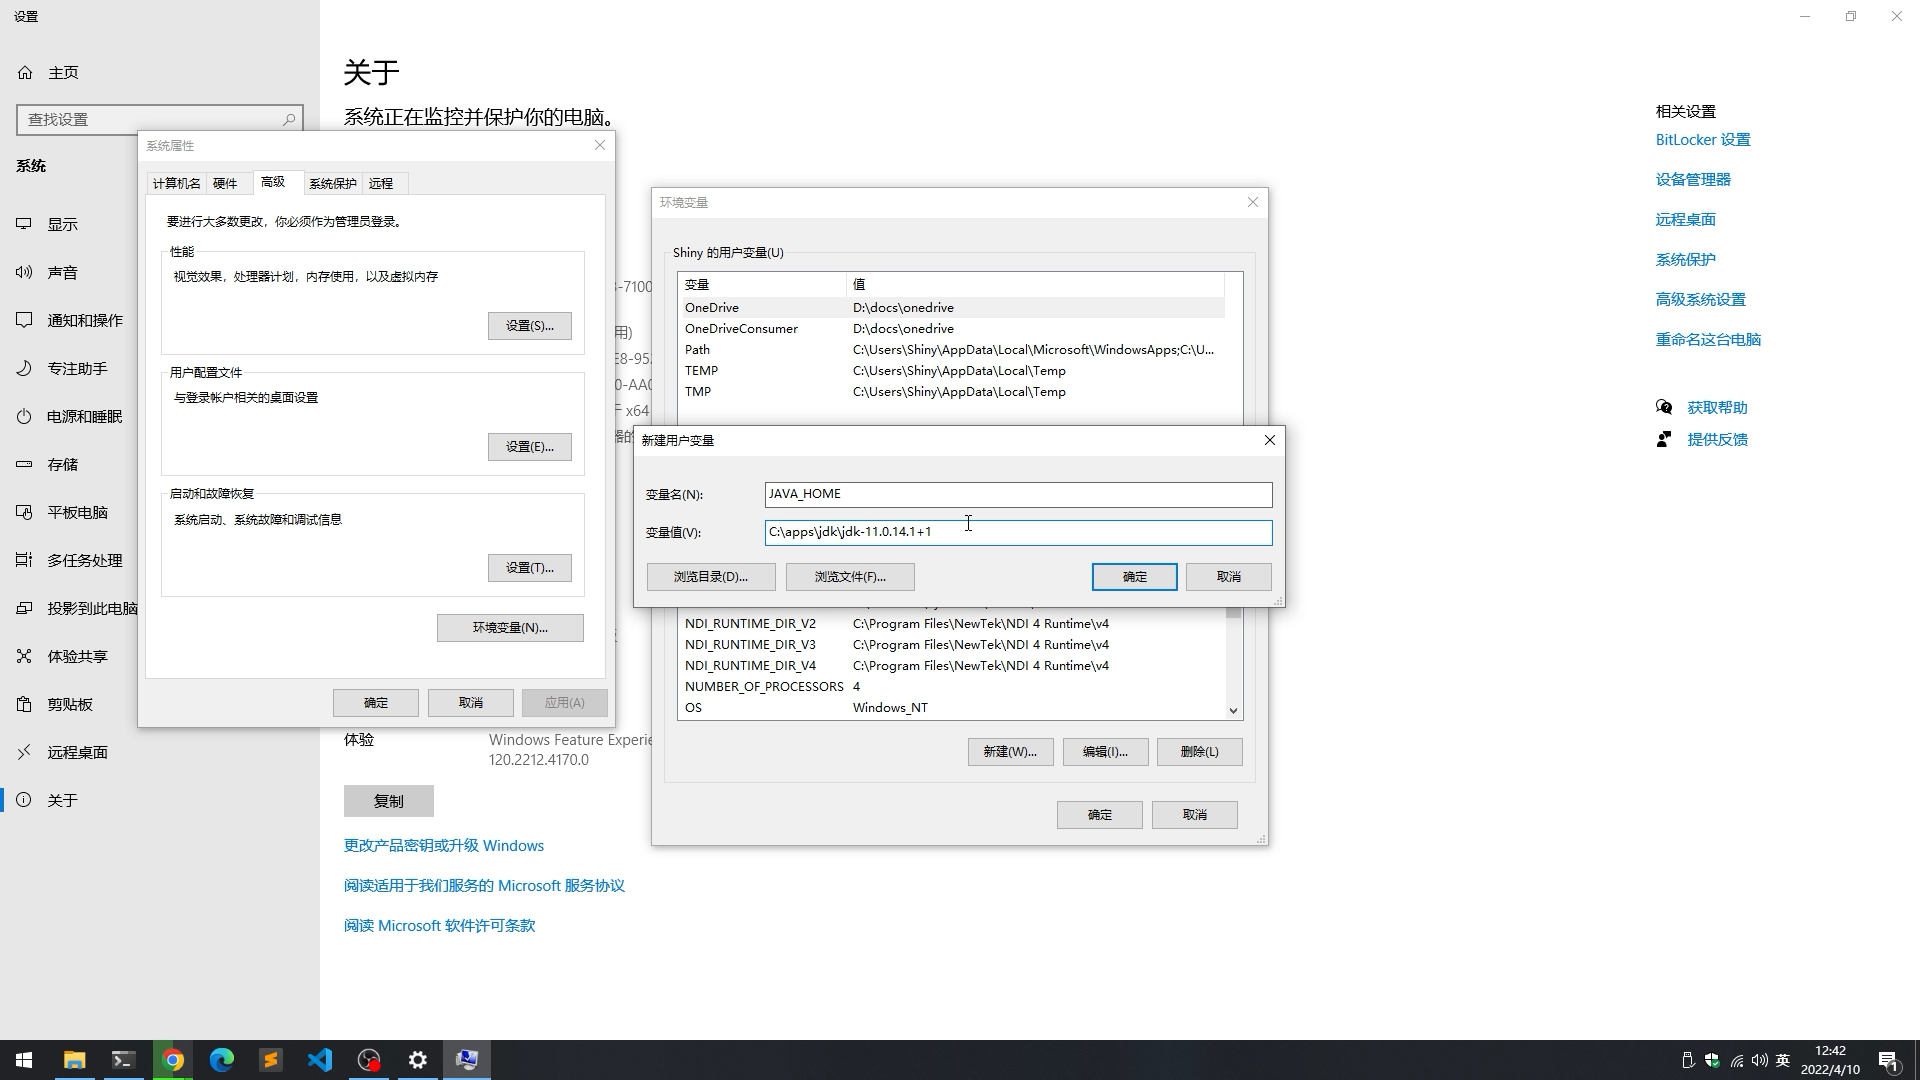 设置
主页
查找设置
系统
显示
声音
通知和操作
专注助手
电源和睡眠
存储
平板电脑
多任务处理
投影到此电脑
体验共享
剪贴板
远程桌面
关于
关于
系统正在监控并保护你的电脑。
系统属性
计算机名 硬件 高级 系统保护 远程
要进行大多数更改，你必须作为管理员登录。
性能
视觉效果，处理器计划，内存使用，以及虚拟内存
设置(S)...
用户配置文件
与登录帐户相关的桌面设置
设置(E)...
启动和故障恢复
系统启动、系统故障和调试信息
设置(T)...
环境变量(N)...
确定 取消 应用(A)
-7100
用)
E8-95
0-AA0
x64
体验
Windows Feature Experie
120.2212.4170.0
复制
更改产品密钥或升级 Windows
阅读适用于我们服务的 Microsoft 服务协议
阅读 Microsoft 软件许可条款
环境变量
Shiny 的用户变量(U)
变量 值
OneDrive D:\docs\onedrive
OneDriveConsumer D:\docs\onedrive
Path C:\Users\Shiny\AppData\Local\Microsoft\WindowsApps;C:\U...
TEMP C:\Users\Shiny\AppData\Local\Temp
TMP C:\Users\Shiny\AppData\Local\Temp
新建用户变量
变量名(N): JAVA_HOME
变量值(V): C:\apps\jdk\jdk-11.0.14.1+1
浏览目录(D)... 浏览文件(F)... 确定 取消
NDI_RUNTIME_DIR_V2 C:\Program Files\NewTek\NDI 4 Runtime\v4
NDI_RUNTIME_DIR_V3 C:\Program Files\NewTek\NDI 4 Runtime\v4
NDI_RUNTIME_DIR_V4 C:\Program Files\NewTek\NDI 4 Runtime\v4
NUMBER_OF_PROCESSORS 4
OS Windows_NT
新建(W)... 编辑(I)... 删除(L)
确定 取消
相关设置
BitLocker 设置
设备管理器
远程桌面
系统保护
高级系统设置
重命名这台电脑
获取帮助
提供反馈
英
12:42
2022/4/10
1